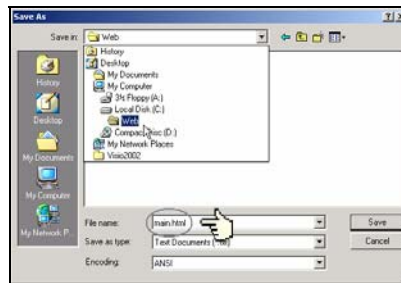 Save As
Save in:
Web
History
Desktop
My Documents
My Computer
3½ Floppy (A:)
Local Disk (C:)
Web
Compact Disc (D:)
My Network Places
Visio2002
History
Desktop
My Documents
My Computer
My Network P...
File name:
main.html
Save
Save as type:
Text Documents
Cancel
Encoding:
ANSI